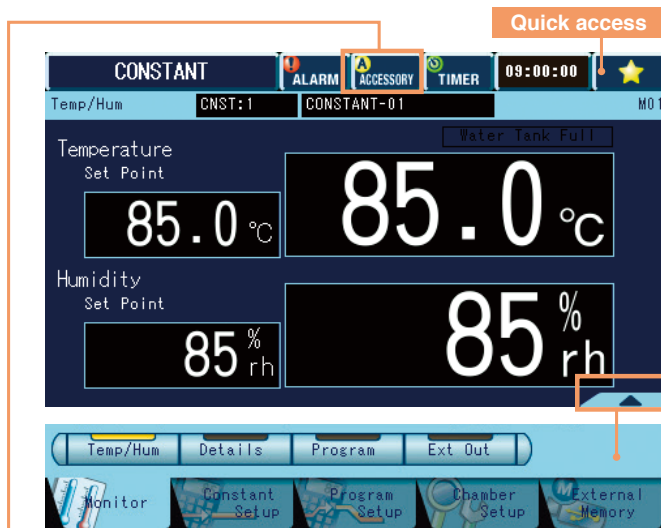 Quick access
CONSTANT ALARM A ACCESSORY TIMER 09:00:00
Temp/Hum CNST:1 CONSTANT-01 M01
Water Tank Full
Temperature
Set Point
85.0 °C 85.0 °C
Humidity
Set Point
85 % rh 85 % rh
Temp/Hum Details Program Ext Out
Monitor Constant Setup Program Setup Chamber Setup M External Memory